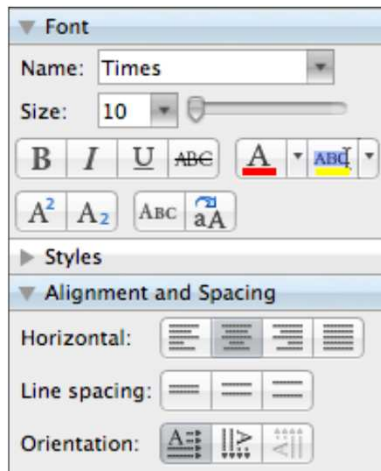 Font
Name: Times
Size: 10
B I U ABC A ABC
A² A₂ ABC aA
Styles
Alignment and Spacing
Horizontal:
Line spacing:
Orientation: A